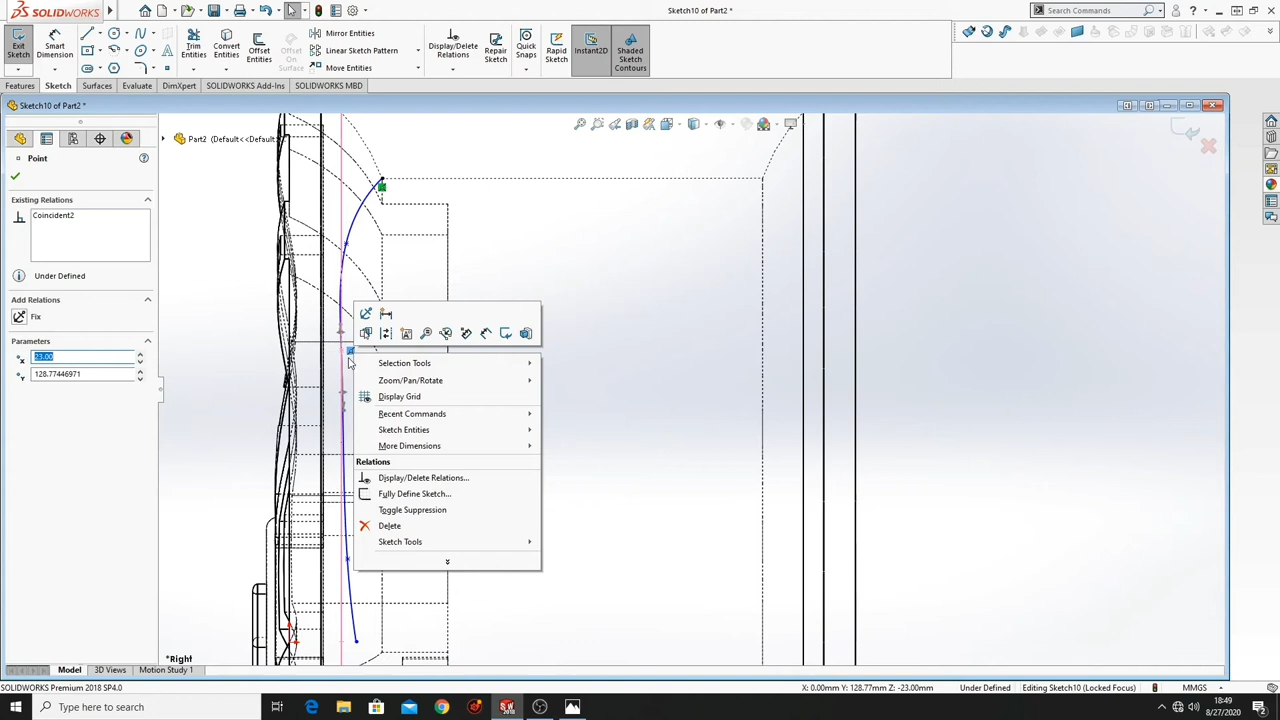 SOLIDWORKS
Sketch10 of Part2 *
Search Commands
Exit Sketch
Smart Dimension
Trim Entities
Convert Entities
Offset Entities
Offset On Surface
Mirror Entities
Linear Sketch Pattern
Move Entities
Display/Delete Relations
Repair Sketch
Quick Snaps
Rapid Sketch
Instant2D
Shaded Sketch Contours
Features
Sketch
Surfaces
Evaluate
DimXpert
SOLIDWORKS Add-Ins
SOLIDWORKS MBD
Sketch10 of Part2 *
Part2 (Default<<Default
Point
Existing Relations
Coincident2
Under Defined
Add Relations
Fix
Parameters
23.00
128.77446971
Selection Tools
Zoom/Pan/Rotate
Display Grid
Recent Commands
Sketch Entities
More Dimensions
Relations
Display/Delete Relations...
Fully Define Sketch...
Toggle Suppression
Delete
Sketch Tools
*Right
Model
3D Views
Motion Study 1
SOLIDWORKS Premium 2018 SP4.0
X: 0.00mm Y: 128.77mm Z: -23.00mm
Under Defined
Editing Sketch10 (Locked Focus)
MMGS
Type here to search
18:49
8/27/2020